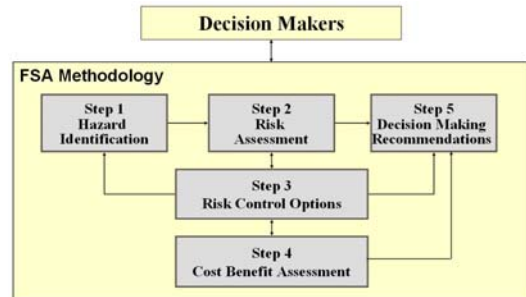 Decision Makers
FSA Methodology
Step 1
Hazard
Identification
Step 2
Risk
Assessment
Step 5
Decision Making
Recommendations
Step 3
Risk Control Options
Step 4
Cost Benefit Assessment